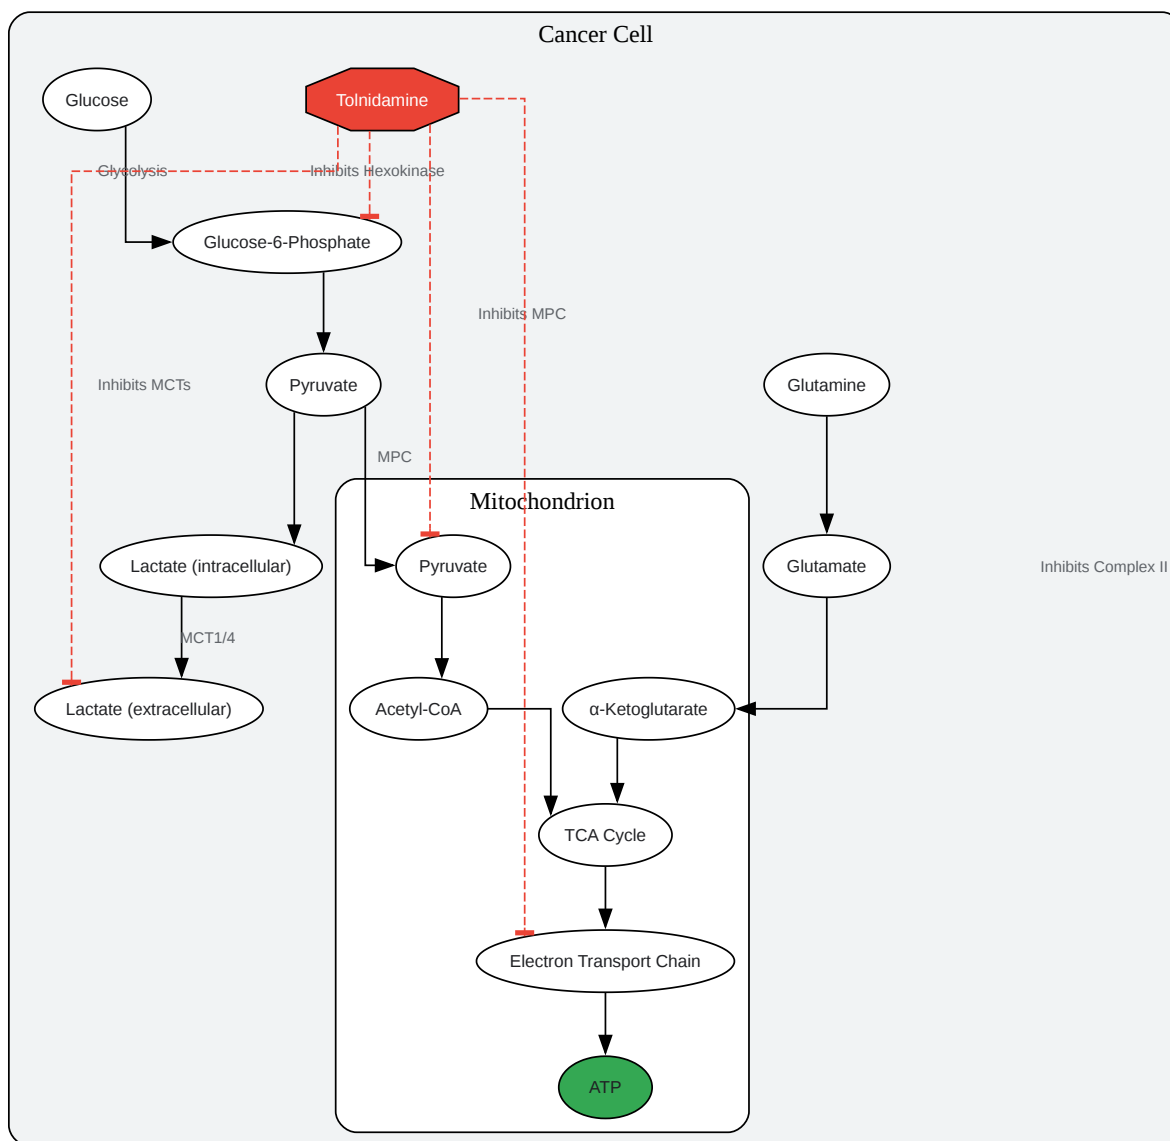 Cancer Cell
Glucose
Tolnidamine
Glycolysis
Inhibits Hexokinase
Glucose-6-Phosphate
Inhibits MPC
Pyruvate
Inhibits MCTs
Glutamine
MPC
Mitochondrion
Lactate (intracellular)
Pyruvate
Glutamate
Inhibits Complex II
MCT1/4
Lactate (extracellular)
Acetyl-CoA
α-Ketoglutarate
TCA Cycle
Electron Transport Chain
ATP